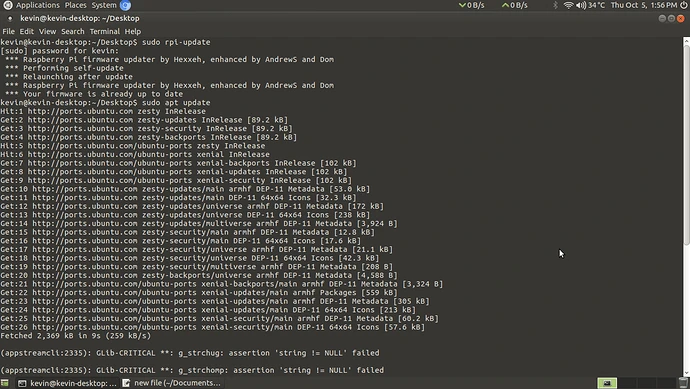 Applications Places System 0 B/s 0 B/s 34°C Thu Oct 5, 1:56 PM
kevin@kevin-desktop: ~/Desktop
File Edit View Search Terminal Help
kevin@kevin-desktop:~/Desktop$ sudo rpi-update
[sudo] password for kevin:
*** Raspberry Pi firmware updater by Hexxeh, enhanced by AndrewS and Dom
*** Performing self-update
*** Relaunching after update
*** Raspberry Pi firmware updater by Hexxeh, enhanced by AndrewS and Dom
*** Your firmware is already up to date
kevin@kevin-desktop:~/Desktop$ sudo apt update
Hit:1 http://ports.ubuntu.com zesty InRelease
Get:2 http://ports.ubuntu.com zesty-updates InRelease [89.2 kB]
Get:3 http://ports.ubuntu.com zesty-security InRelease [89.2 kB]
Get:4 http://ports.ubuntu.com zesty-backports InRelease [89.2 kB]
Hit:5 http://ports.ubuntu.com/ubuntu-ports zesty InRelease
Hit:6 http://ports.ubuntu.com/ubuntu-ports xenial InRelease
Get:7 http://ports.ubuntu.com/ubuntu-ports xenial-backports InRelease [102 kB]
Get:8 http://ports.ubuntu.com/ubuntu-ports xenial-updates InRelease [102 kB]
Get:9 http://ports.ubuntu.com/ubuntu-ports xenial-security InRelease [102 kB]
Get:10 http://ports.ubuntu.com zesty-updates/main armhf DEP-11 Metadata [53.0 kB]
Get:11 http://ports.ubuntu.com zesty-updates/main DEP-11 64x64 Icons [32.3 kB]
Get:12 http://ports.ubuntu.com zesty-updates/universe armhf DEP-11 Metadata [172 kB]
Get:13 http://ports.ubuntu.com zesty-updates/universe DEP-11 64x64 Icons [238 kB]
Get:14 http://ports.ubuntu.com zesty-updates/multiverse armhf DEP-11 Metadata [3,924 B]
Get:15 http://ports.ubuntu.com zesty-security/main armhf DEP-11 Metadata [12.8 kB]
Get:16 http://ports.ubuntu.com zesty-security/main DEP-11 64x64 Icons [17.6 kB]
Get:17 http://ports.ubuntu.com zesty-security/universe armhf DEP-11 Metadata [21.1 kB]
Get:18 http://ports.ubuntu.com zesty-security/universe DEP-11 64x64 Icons [42.3 kB]
Get:19 http://ports.ubuntu.com zesty-security/multiverse armhf DEP-11 Metadata [208 B]
Get:20 http://ports.ubuntu.com zesty-backports/universe armhf DEP-11 Metadata [4,588 B]
Get:21 http://ports.ubuntu.com/ubuntu-ports xenial-backports/main armhf DEP-11 Metadata [3,324 B]
Get:22 http://ports.ubuntu.com/ubuntu-ports xenial-updates/main armhf Packages [559 kB]
Get:23 http://ports.ubuntu.com/ubuntu-ports xenial-updates/main armhf DEP-11 Metadata [305 kB]
Get:24 http://ports.ubuntu.com/ubuntu-ports xenial-updates/main DEP-11 64x64 Icons [213 kB]
Get:25 http://ports.ubuntu.com/ubuntu-ports xenial-security/main armhf DEP-11 Metadata [60.2 kB]
Get:26 http://ports.ubuntu.com/ubuntu-ports xenial-security/main DEP-11 64x64 Icons [57.6 kB]
Fetched 2,369 kB in 9s (259 kB/s)
(appstreamcli:2335): GLib-CRITICAL **: g_strchug: assertion 'string != NULL' failed
(appstreamcli:2335): GLib-CRITICAL **: g_strchomp: assertion 'string != NULL' failed
kevin@kevin-desktop: ... new file (~/Documents...